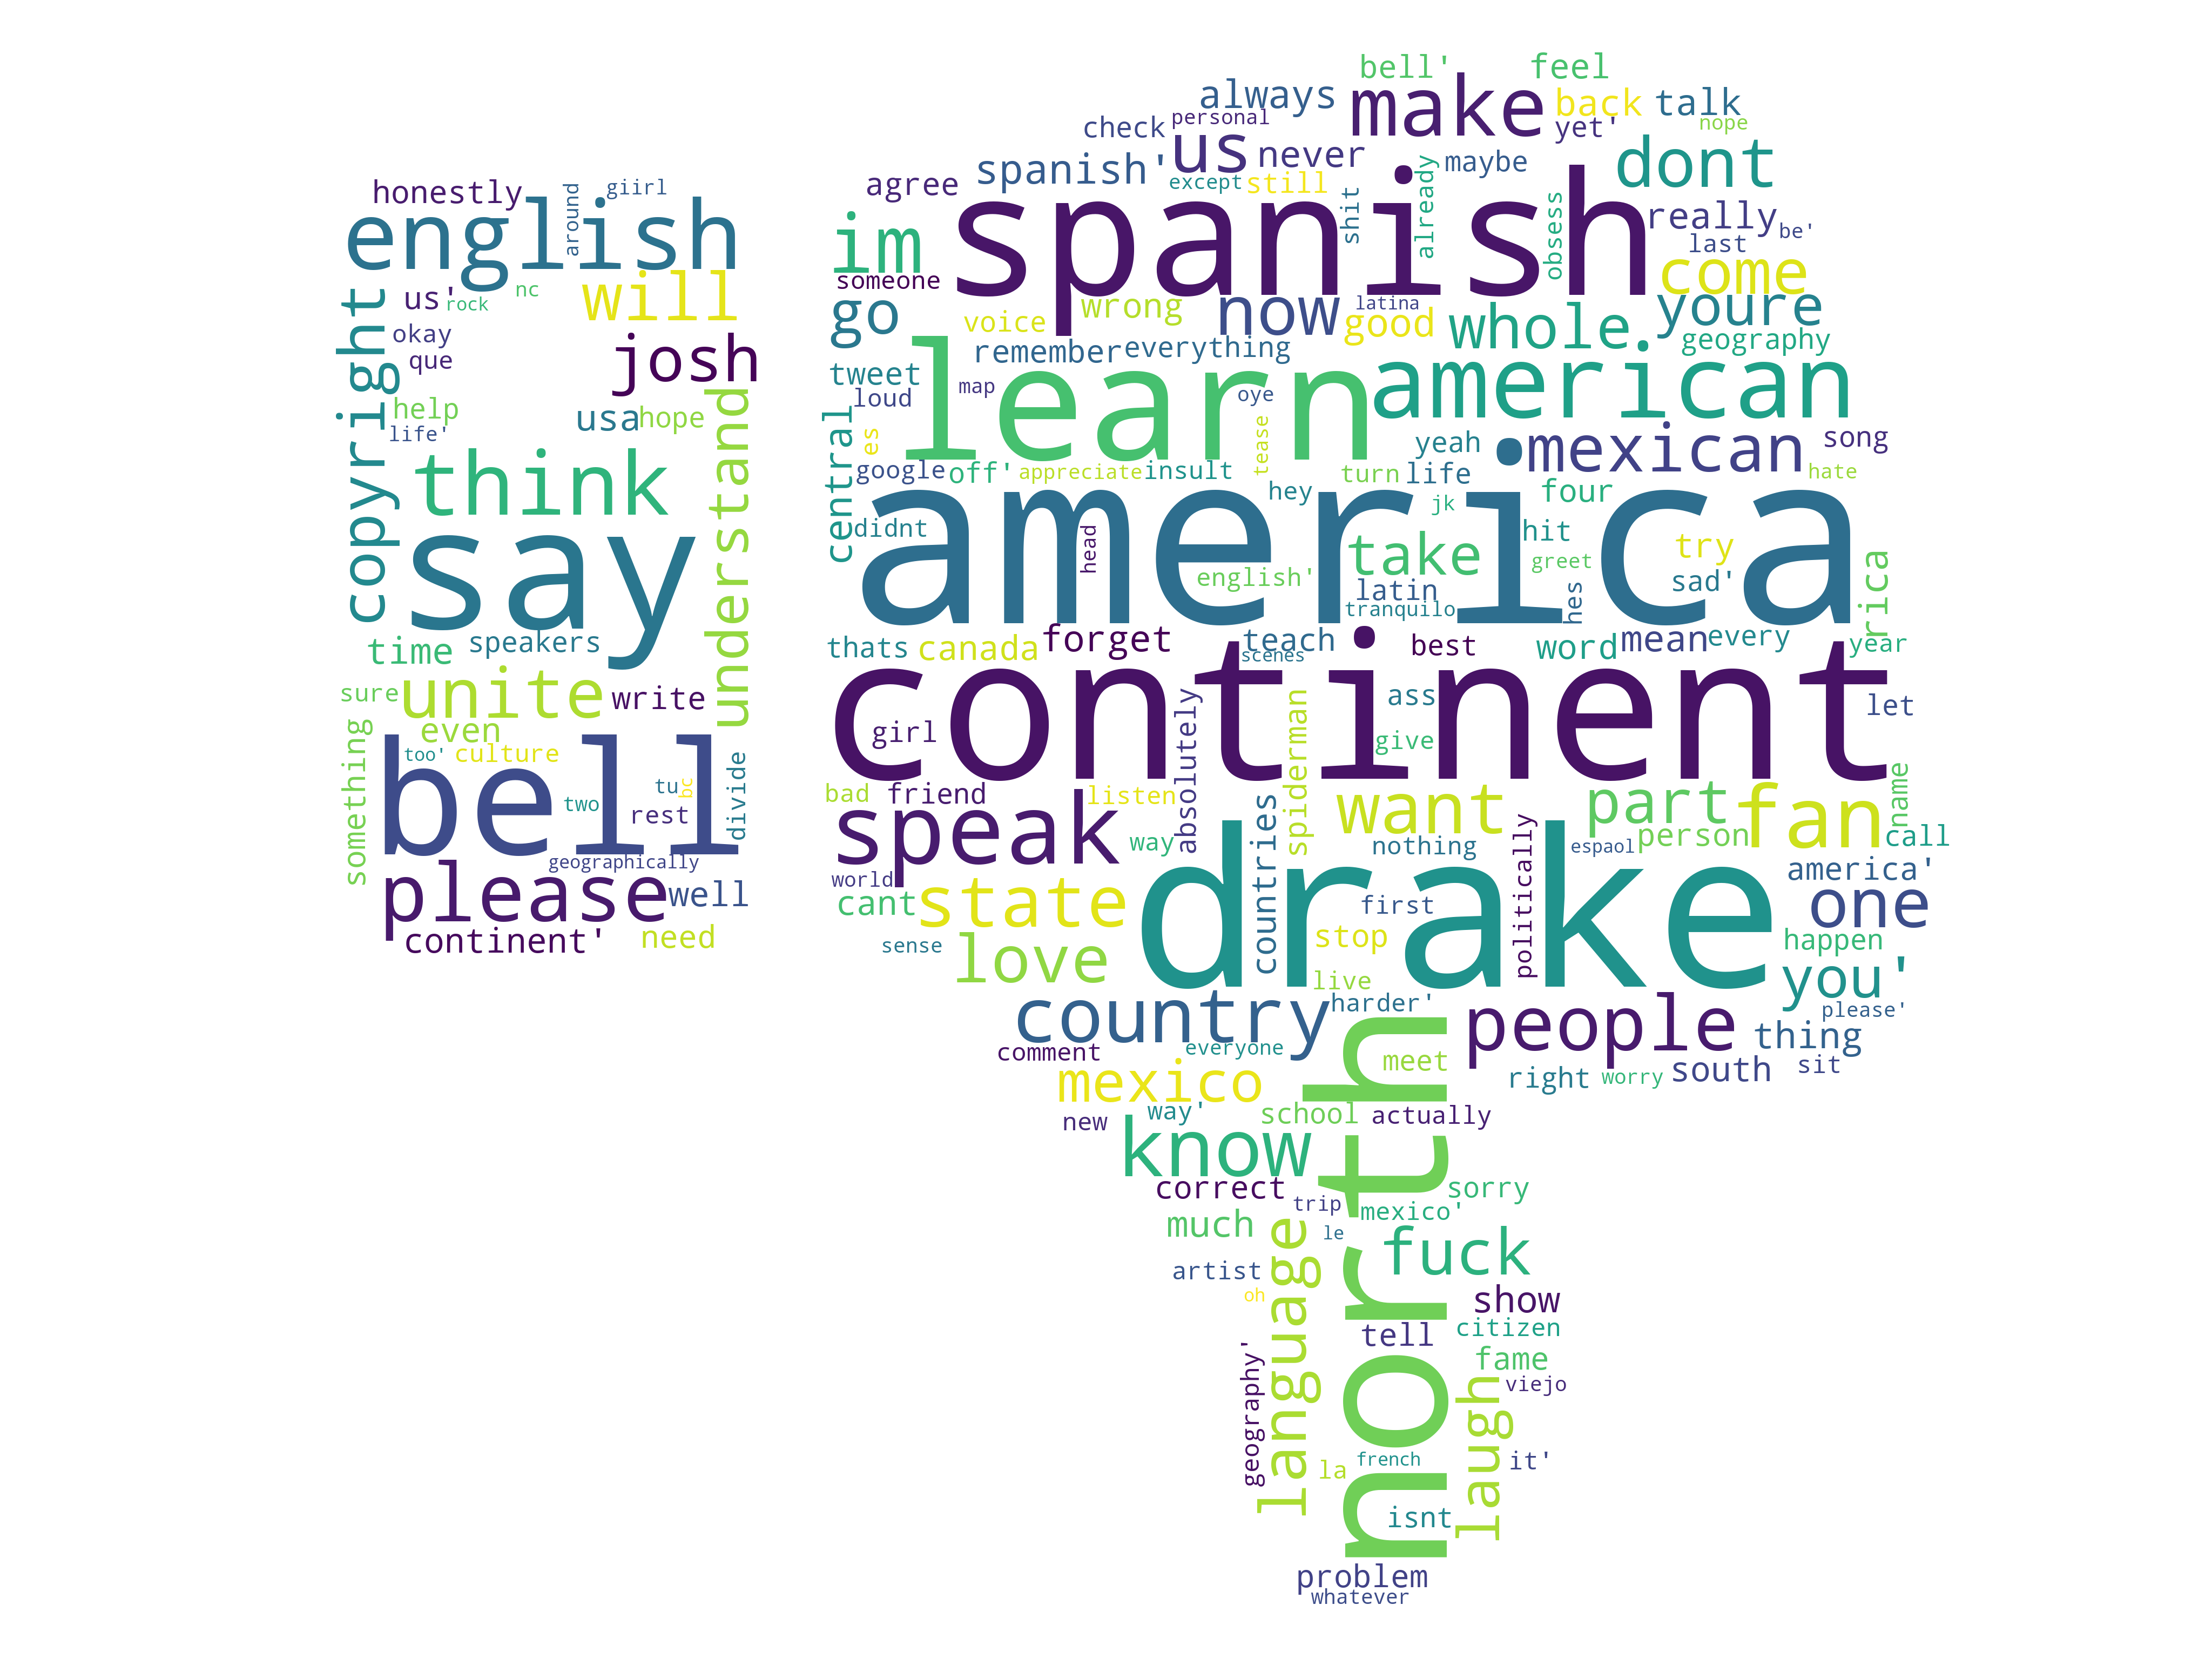 honestly
around
giirl
english
us'
rock
nc
will
okay
que
josh
copyright
help
life'
usa
hope
understand
think
say
time
speakers
sure
unite
write
something
even
too'
culture
bell
two
tu
bc
rest
divide
geographically
please
well
continent'
need
bell'
feel
always
make
back
talk
check
personal
yet'
nope
us
never
maybe
dont
agree
spanish'
except
still
shit
already
obsess
really
be'
last
im
spanish
come
someone
go
voice
wrong
now
latina
good
whole
youre
geography
remember
everything
tweet
loud
map
learn
oye
american
central
es
tease
yeah
mexican
song
google
off'
appreciate
insult
turn
life
hate
hey
four
jk
didnt
america
head
take
hit
try
english'
greet
sad'
latin
tranquilo
hes
rica
thats
canada
forget
teach
scenes
best
word
mean
every
year
continent
girl
absolutely
spiderman
ass
give
let
bad
friend
listen
want
part
fan
name
speak
way
countries
nothing
politically
espaol
person
call
world
america'
cant
state
drake
first
one
sense
love
stop
happen
live
you'
country
harder'
please'
comment
everyone
people
thing
mexico
meet
right
worry
south
sit
new
way'
school
actually
know
north
correct
trip
sorry
much
le
mexico'
language
fuck
artist
oh
show
tell
citizen
geography'
fame
viejo
laugh
la
french
it'
isnt
problem
whatever